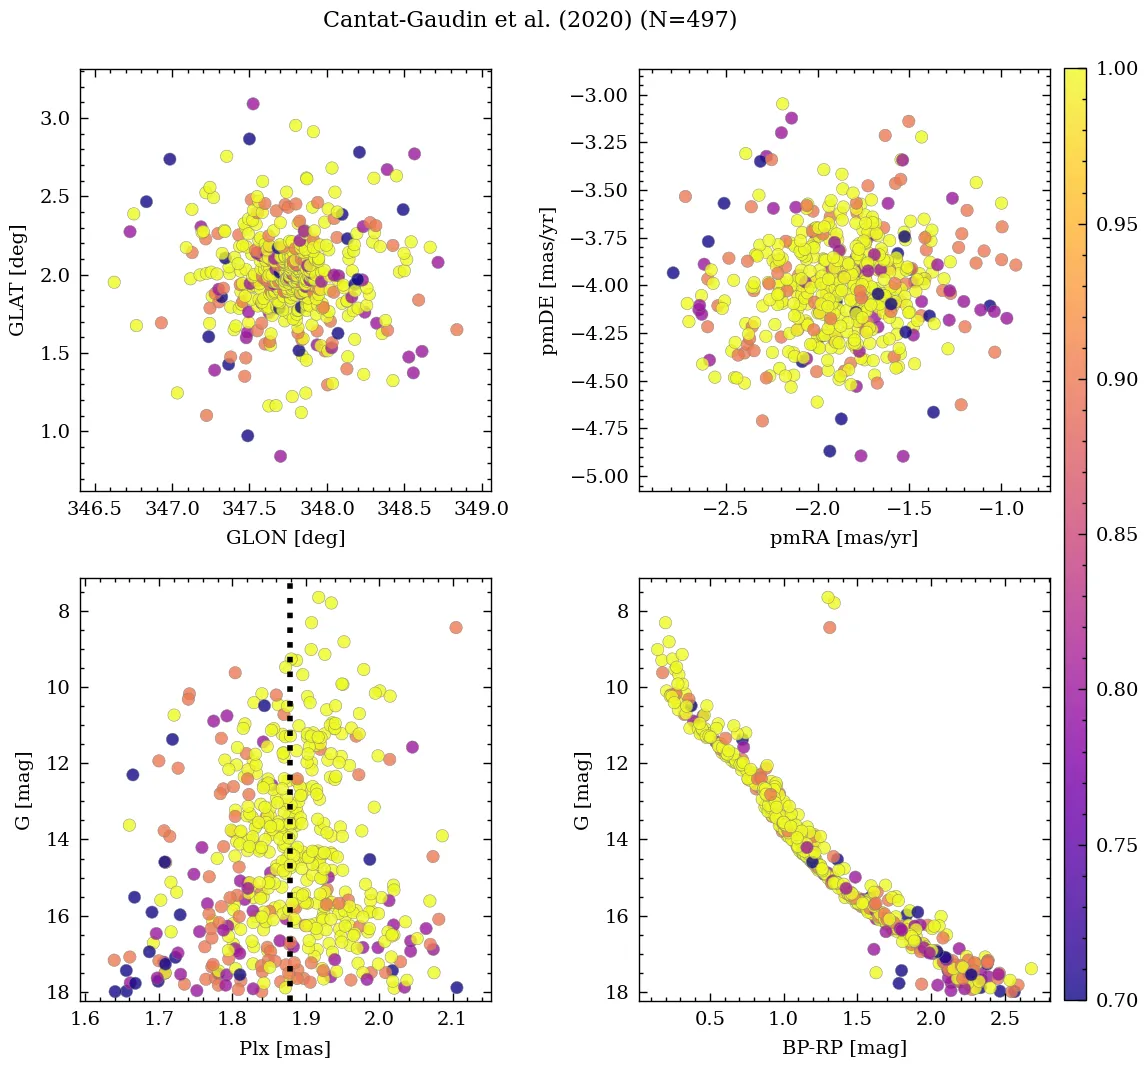 Cantat-Gaudin et al. (2020) (N=497)
3.0
2.5
2.0
1.5
1.0
GLAT [deg]
346.5 347.0 347.5 348.0 348.5 349.0
GLON [deg]
−3.00
−3.25
−3.50
−3.75
−4.00
−4.25
−4.50
−4.75
−5.00
pmDE [mas/yr]
−2.5 −2.0 −1.5 −1.0
pmRA [mas/yr]
1.00
0.95
0.90
0.85
0.80
0.75
0.70
8
10
12
14
16
18
G [mag]
1.6 1.7 1.8 1.9 2.0 2.1
Plx [mas]
8
10
12
14
16
18
G [mag]
0.5 1.0 1.5 2.0 2.5
BP-RP [mag]